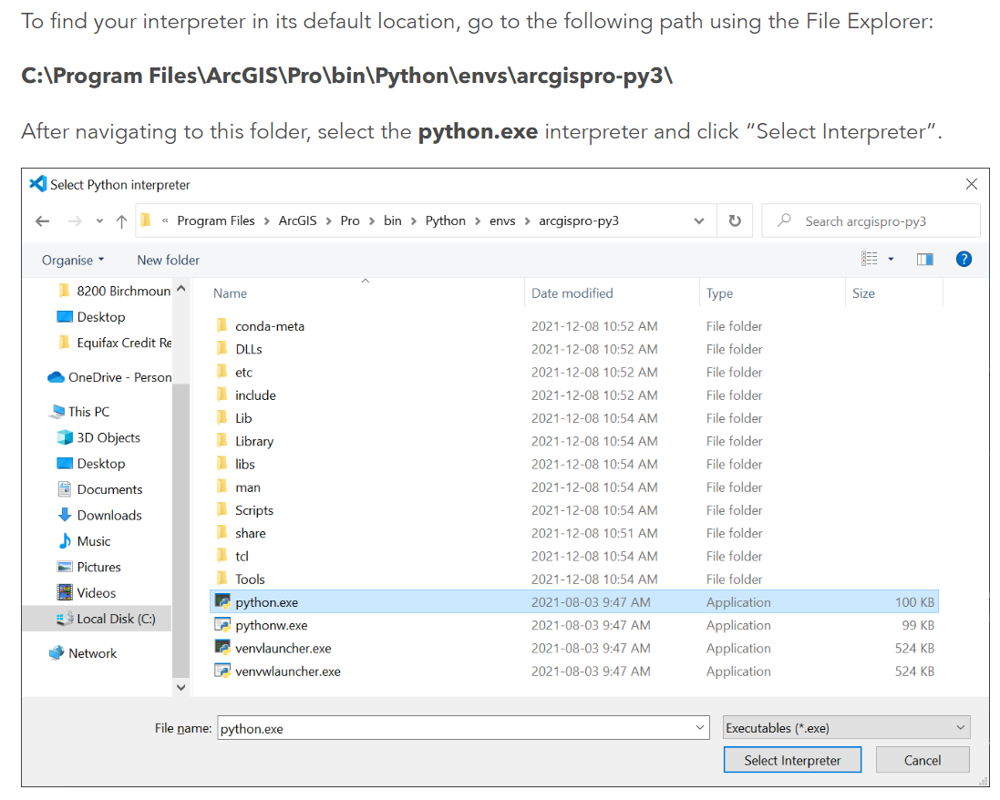 To find your interpreter in its default location, go to the following path using the File Explorer:
C:\Program Files\ArcGIS\Pro\bin\Python\envs\arcgispro-py3\
After navigating to this folder, select the python.exe interpreter and click “Select Interpreter”.
Select Python interpreter
« Program Files > ArcGIS > Pro > bin > Python > envs > arcgispro-py3
Search arcgispro-py3
Organise New folder
8200 Birchmoun
Desktop
Equifax Credit Re
OneDrive - Person
This PC
3D Objects
Desktop
Documents
Downloads
Music
Pictures
Videos
Local Disk (C:)
Network
Name Date modified Type Size
conda-meta 2021-12-08 10:52 AM File folder
DLLs 2021-12-08 10:52 AM File folder
etc 2021-12-08 10:52 AM File folder
include 2021-12-08 10:52 AM File folder
Lib 2021-12-08 10:54 AM File folder
Library 2021-12-08 10:54 AM File folder
libs 2021-12-08 10:54 AM File folder
man 2021-12-08 10:54 AM File folder
Scripts 2021-12-08 10:54 AM File folder
share 2021-12-08 10:51 AM File folder
tcl 2021-12-08 10:54 AM File folder
Tools 2021-12-08 10:54 AM File folder
python.exe 2021-08-03 9:47 AM Application 100 KB
pythonw.exe 2021-08-03 9:47 AM Application 99 KB
venvlauncher.exe 2021-08-03 9:47 AM Application 524 KB
venvwlauncher.exe 2021-08-03 9:47 AM Application 524 KB
File name: python.exe Executables (*.exe)
Select Interpreter Cancel